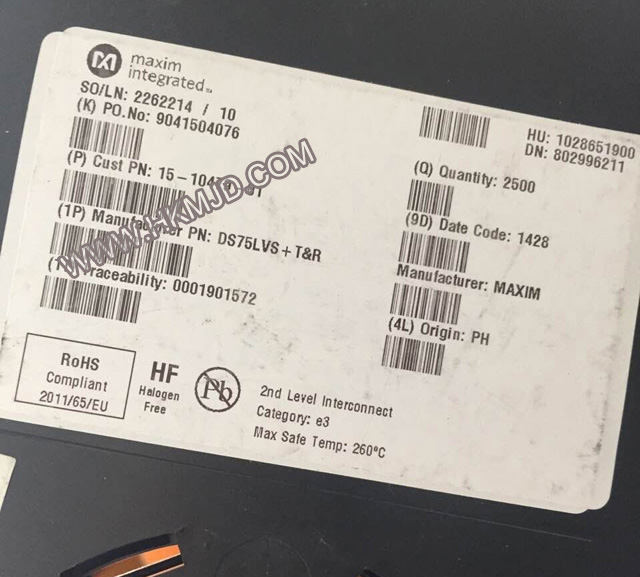 maxim
integrated™
SO/LN: 2262214 / 10
(K) PO.No: 9041504076
(P) Cust PN: 15-104
(1P) Manufacturer PN: DS75LVS+T&R
Traceability: 0001901572
HU: 1028651900
DN: 802996211
(Q) Quantity: 2500
(9D) Date Code: 1428
Manufacturer: MAXIM
(4L) Origin: PH
RoHS
Compliant
2011/65/EU
HF
Halogen
Free
Pb
2nd Level Interconnect
Category: e3
Max Safe Temp: 260°C
WWW.HKMJD.COM